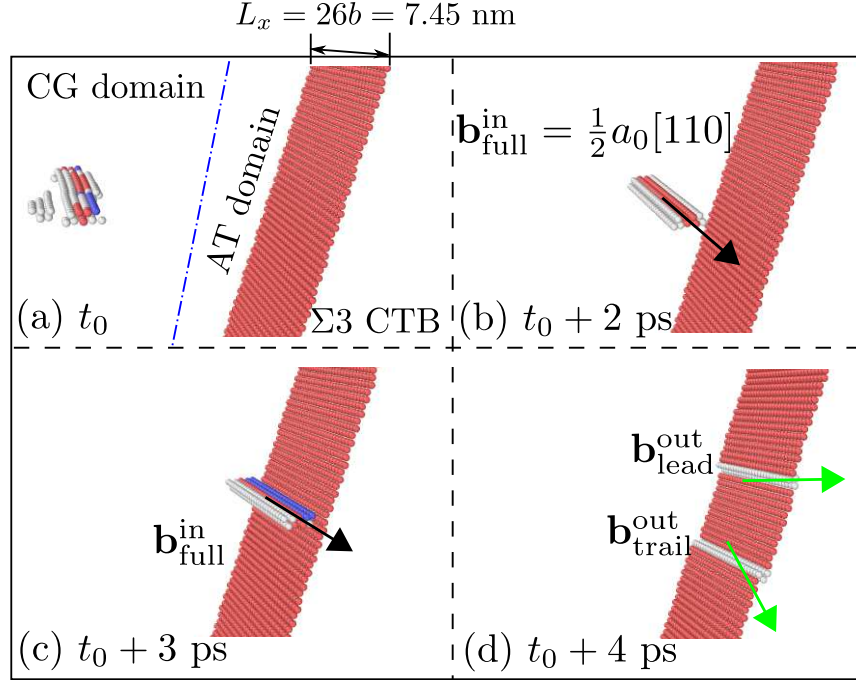 L_x = 26b = 7.45 nm
CG domain
AT domain
(a) t_0
Σ3 CTB
b^in_full = 1/2 a_0[110]
(b) t_0 + 2 ps
b^in_full
(c) t_0 + 3 ps
b^out_lead
b^out_trail
(d) t_0 + 4 ps